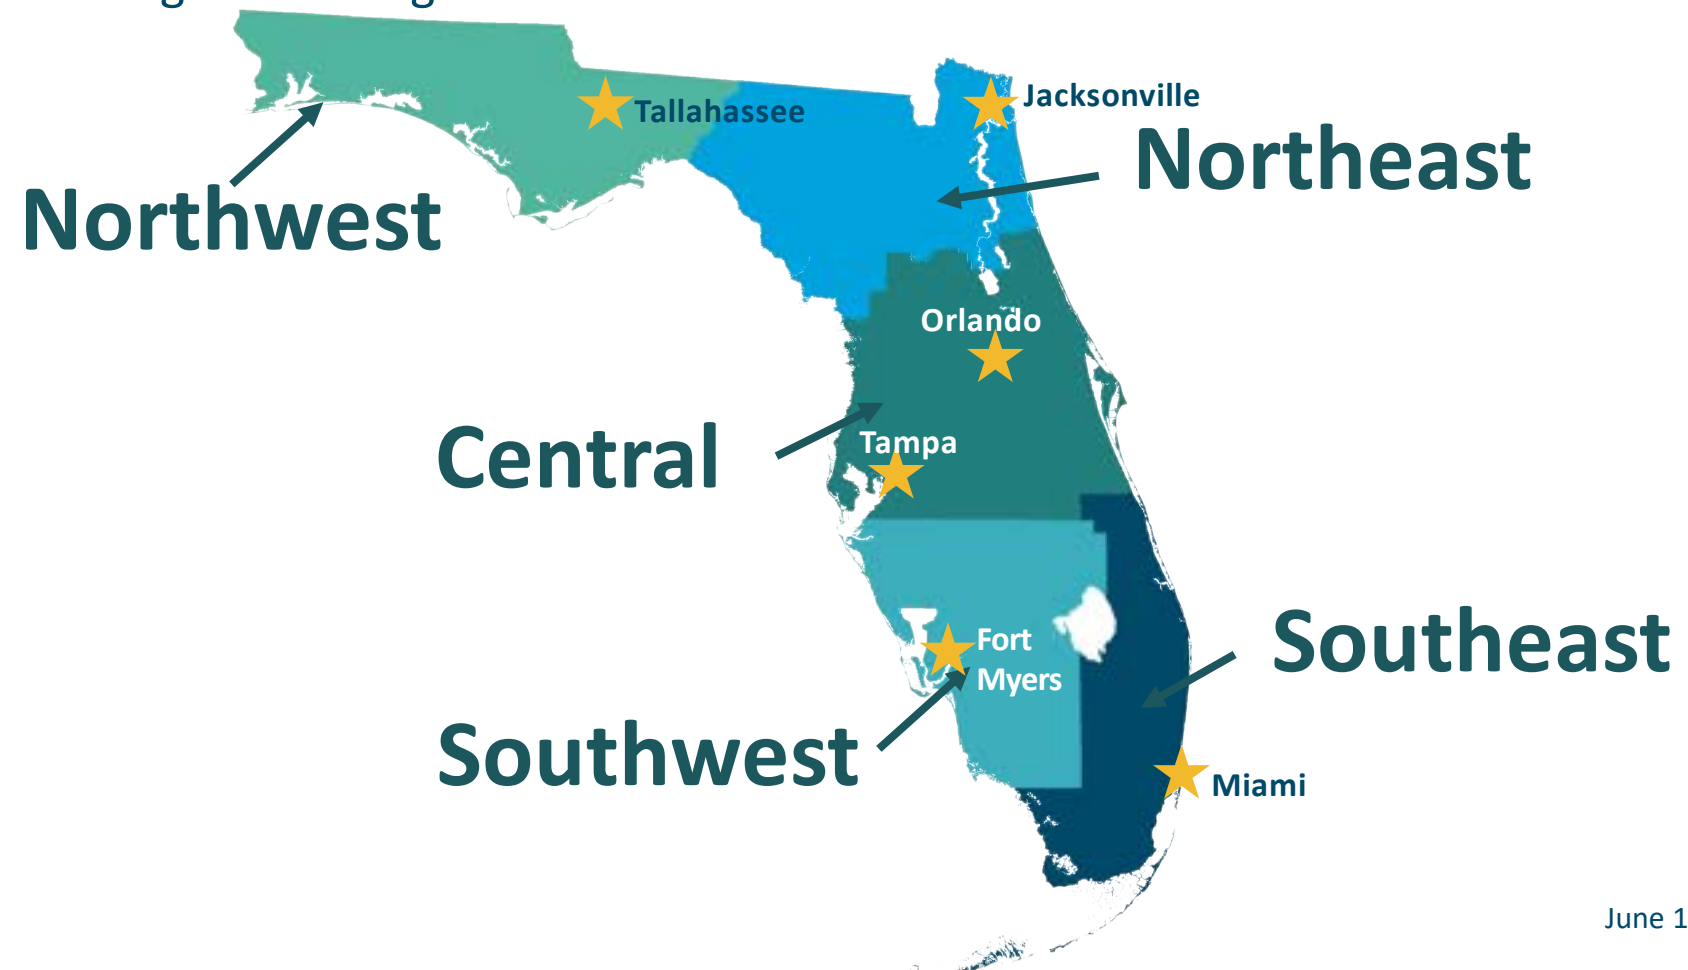 Jacksonville
Tallahassee
Northeast
Northwest
Orlando
Central
Tampa
Southeast
Fort
Myers
Southwest
Miami
June 1